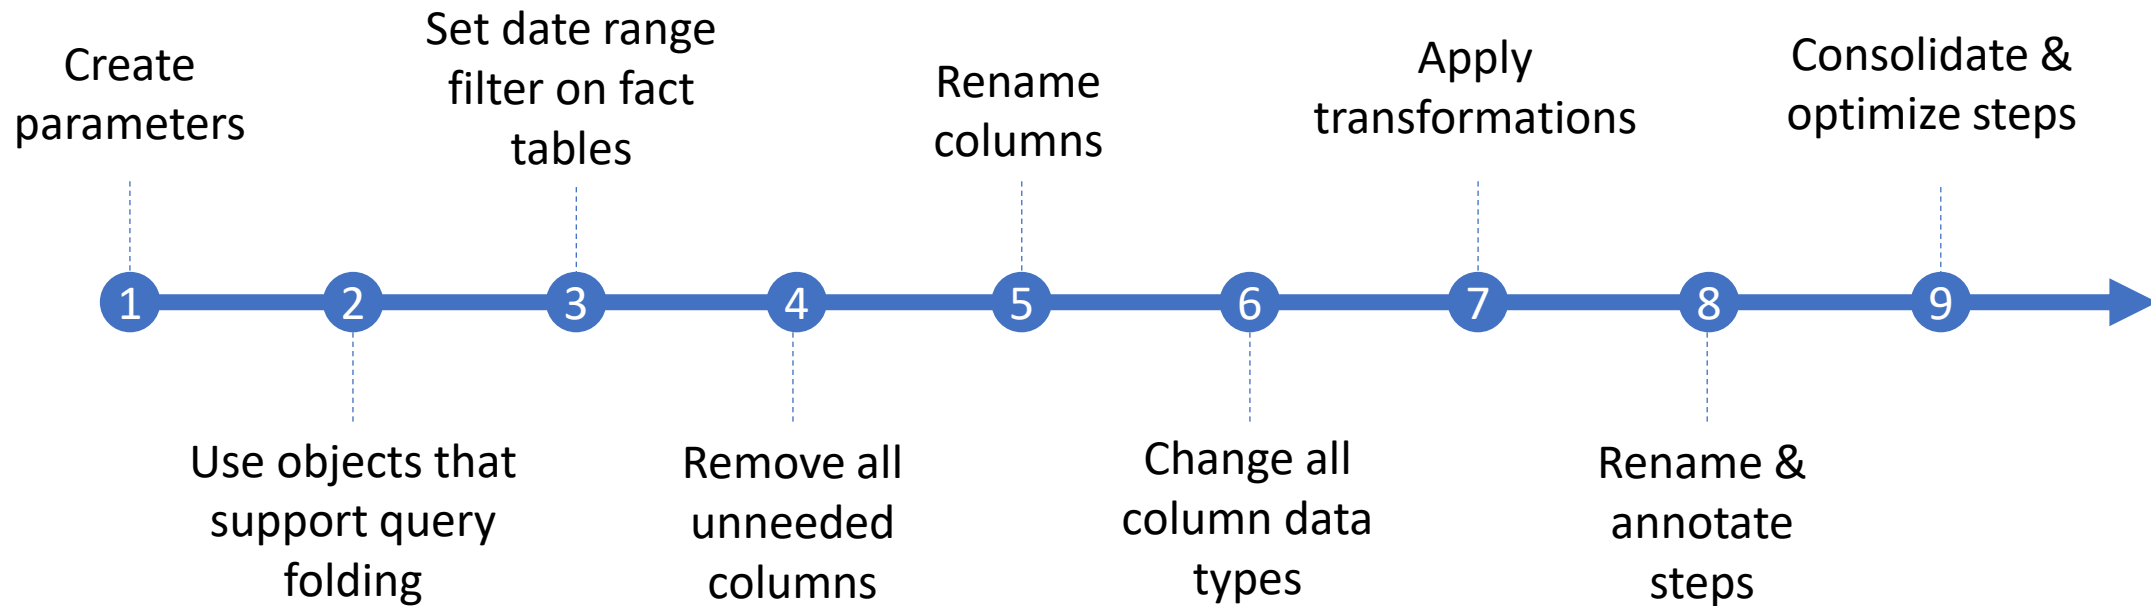 Create
parameters
Set date range
filter on fact
tables
Rename
columns
Apply
transformations
Consolidate &
optimize steps
1
2
3
4
5
6
7
8
9
Use objects that
support query
folding
Remove all
unneeded
columns
Change all
column data
types
Rename &
annotate
steps